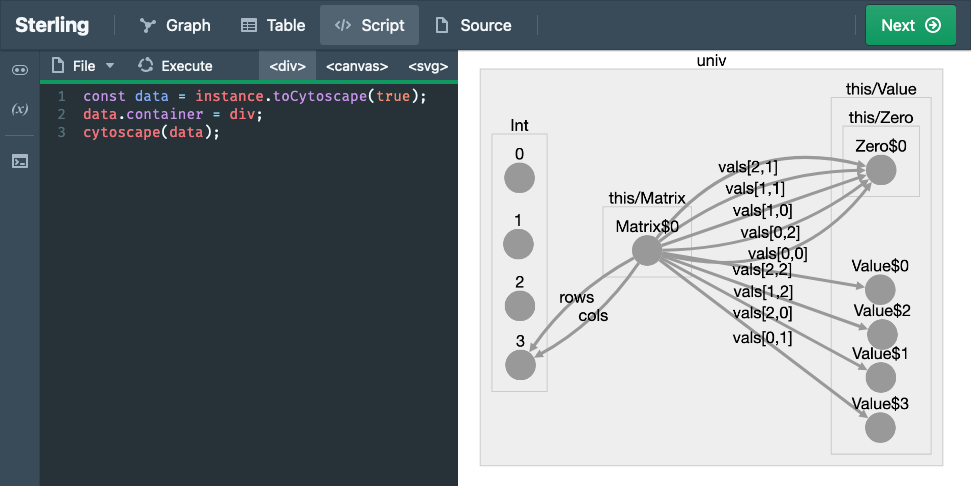 Sterling
Graph
Table
</> Script
Source
Next
File
Execute
<div>
<canvas>
<svg>
(x)
1 const data = instance.toCytoscape(true);
2 data.container = div;
3 cytoscape(data);
univ
this/Value
this/Zero
Zero$0
Int
0
1
2
3
this/Matrix
Matrix$0
rows
cols
vals[2,1]
vals[1,1]
vals[1,0]
vals[0,2]
vals[0,0]
vals[2,2]
vals[1,2]
vals[2,0]
vals[0,1]
Value$0
Value$2
Value$1
Value$3